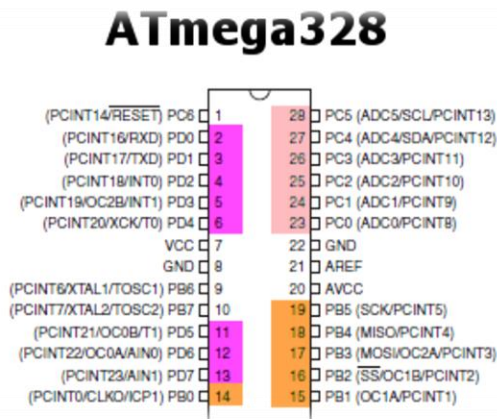 ATmega328
(PCINT14/RESET) PC6 1 28 PC5 (ADC5/SCL/PCINT13)
(PCINT16/RXD) PD0 2 27 PC4 (ADC4/SDA/PCINT12)
(PCINT17/TXD) PD1 3 26 PC3 (ADC3/PCINT11)
(PCINT18/INT0) PD2 4 25 PC2 (ADC2/PCINT10)
(PCINT19/OC2B/INT1) PD3 5 24 PC1 (ADC1/PCINT9)
(PCINT20/XCK/T0) PD4 6 23 PC0 (ADC0/PCINT8)
VCC 7 22 GND
GND 8 21 AREF
(PCINT6/XTAL1/TOSC1) PB6 9 20 AVCC
(PCINT7/XTAL2/TOSC2) PB7 10 19 PB5 (SCK/PCINT5)
(PCINT21/OC0B/T1) PD5 11 18 PB4 (MISO/PCINT4)
(PCINT22/OC0A/AIN0) PD6 12 17 PB3 (MOSI/OC2A/PCINT3)
(PCINT23/AIN1) PD7 13 16 PB2 (SS/OC1B/PCINT2)
(PCINT0/CLKO/ICP1) PB0 14 15 PB1 (OC1A/PCINT1)